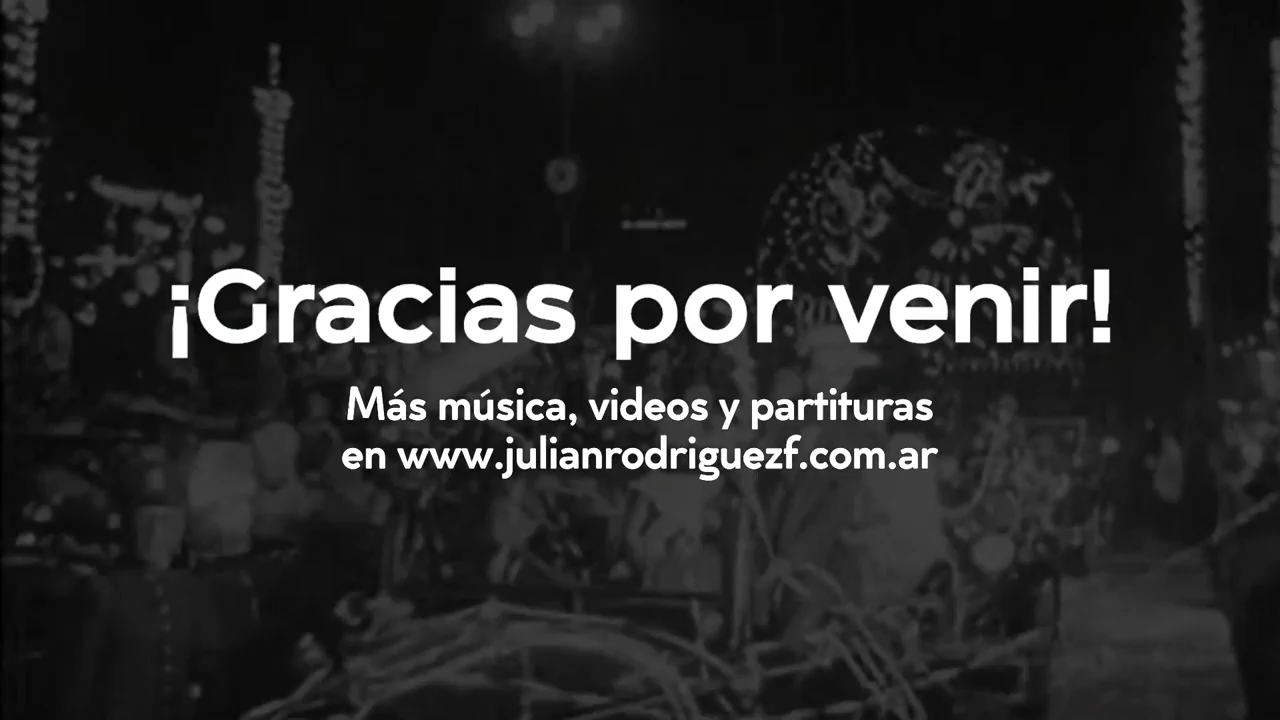 ¡Gracias por venir!
Más música, videos y partituras
en www.julianrodriguezf.com.ar